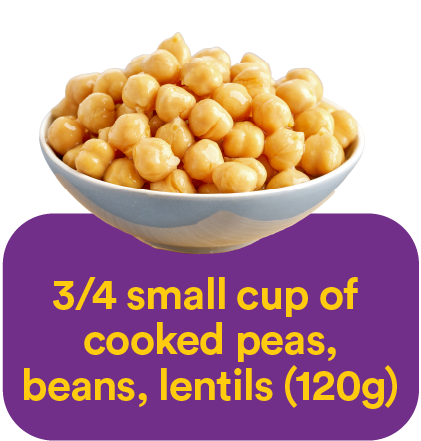 3/4 small cup of
cooked peas,
beans, lentils (120g)